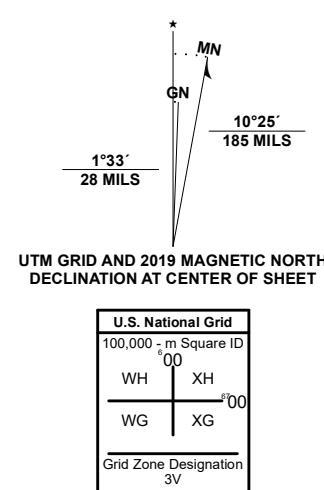 ★
MN
GN
10°25´
185 MILS
1°33´
28 MILS
UTM GRID AND 2019 MAGNETIC NORTH
DECLINATION AT CENTER OF SHEET
U.S. National Grid
100,000 - m Square ID
⁶00
WH XH
⁶⁷00
WG XG
Grid Zone Designation
3V